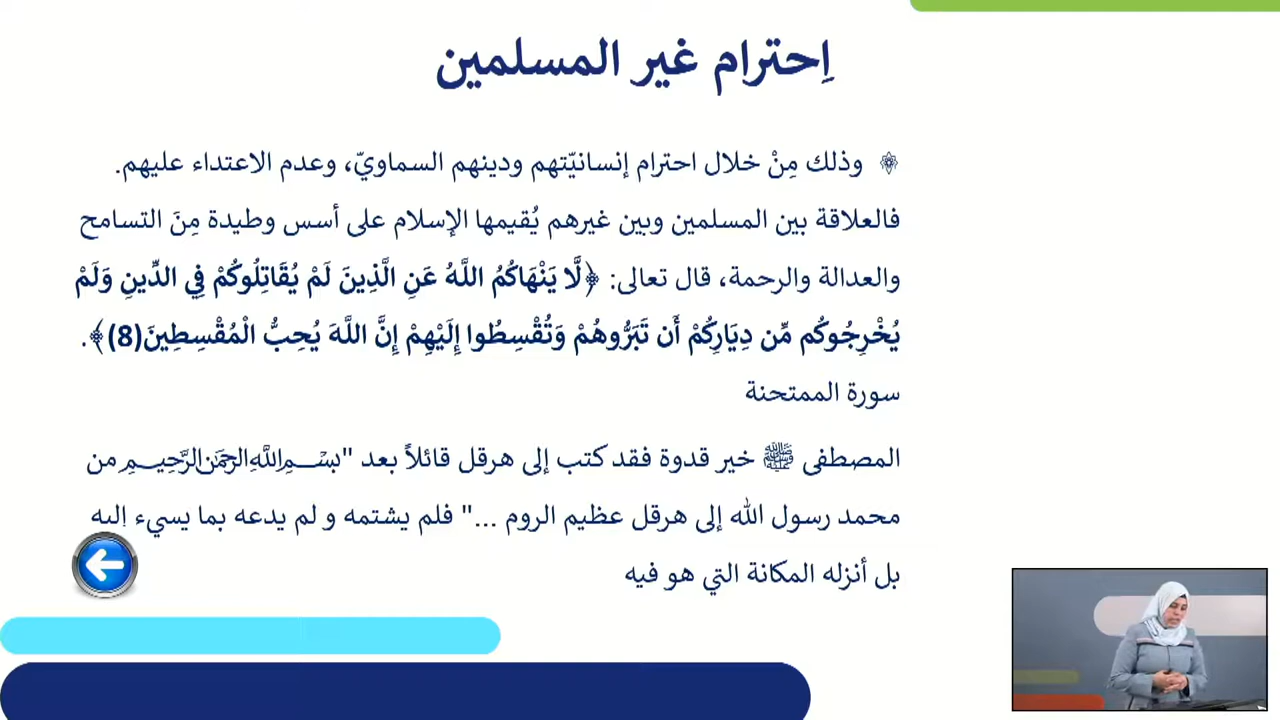 اِحترام غير المسلمين
وذلك مِنْ خلال احترام إنسانيّتهم ودينهم السماويّ، وعدم الاعتداء عليهم.
فالعلاقة بين المسلمين وبين غيرهم يُقيمها الإسلام على أسس وطيدة مِنَ التسامح
والعدالة والرحمة، قال تعالى: ﴿لَّا يَنْهَاكُمُ اللَّهُ عَنِ الَّذِينَ لَمْ يُقَاتِلُوكُمْ فِي الدِّينِ وَلَمْ
يُخْرِجُوكُم مِّن دِيَارِكُمْ أَن تَبَرُّوهُمْ وَتُقْسِطُوا إِلَيْهِمْ إِنَّ اللَّهَ يُحِبُّ الْمُقْسِطِينَ(8)﴾.
سورة الممتحنة
المصطفى ﷺ خير قدوة فقد كتب إلى هرقل قائلاً بعد "بِسْمِ اللَّهِ الرَّحْمَٰنِ الرَّحِيمِ من
محمد رسول الله إلى هرقل عظيم الروم ..." فلم يشتمه و لم يدعه بما يسيء إليه
بل أنزله المكانة التي هو فيه